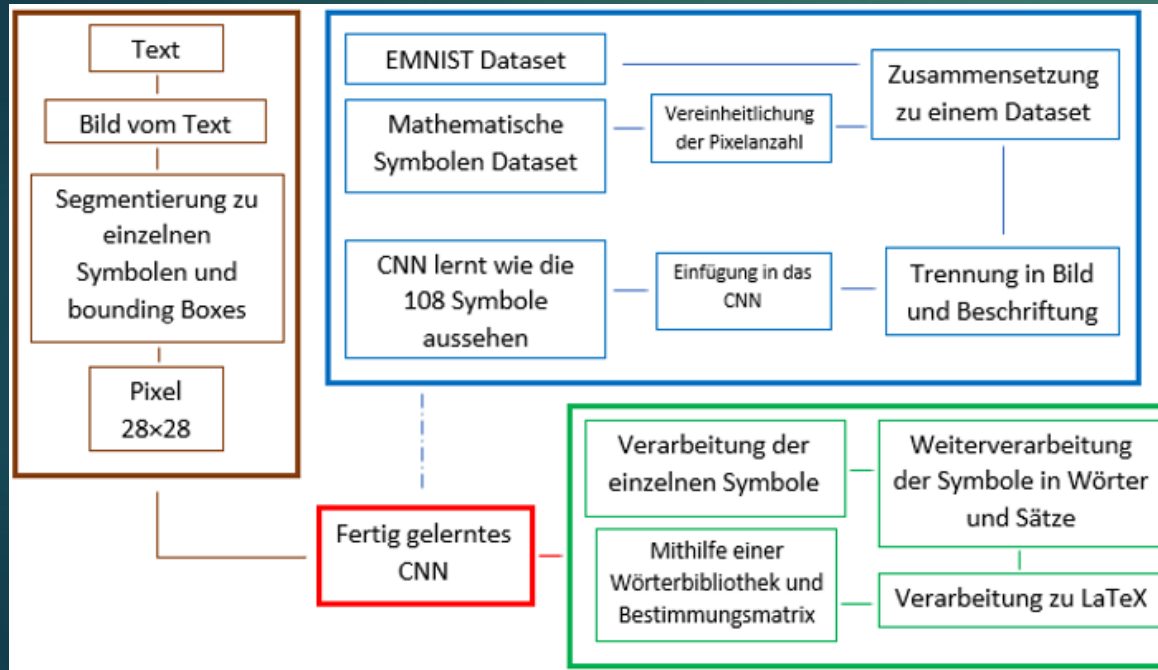 Text
Bild vom Text
Segmentierung zu
einzelnen
Symbolen und
bounding Boxes
Pixel
28×28
EMNIST Dataset
Mathematische
Symbolen Dataset
Vereinheitlichung
der Pixelanzahl
Zusammensetzung
zu einem Dataset
Trennung in Bild
und Beschriftung
Einfügung in das
CNN
CNN lernt wie die
108 Symbole
aussehen
Fertig gelerntes
CNN
Verarbeitung der
einzelnen Symbole
Weiterverarbeitung
der Symbole in Wörter
und Sätze
Verarbeitung zu LaTeX
Mithilfe einer
Wörterbibliothek und
Bestimmungsmatrix